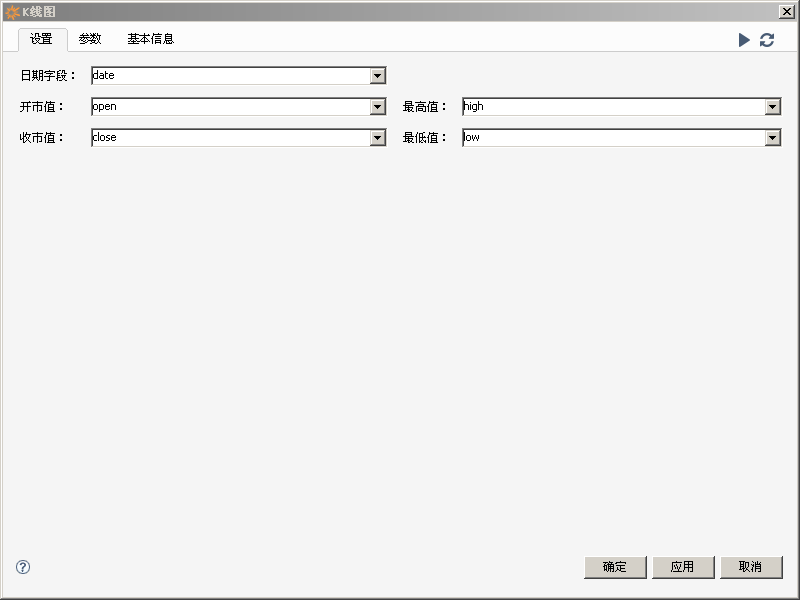 K线图
设置 参数 基本信息
日期字段： date
开市值： open 最高值： high
收市值： close 最低值： low
确定 应用 取消